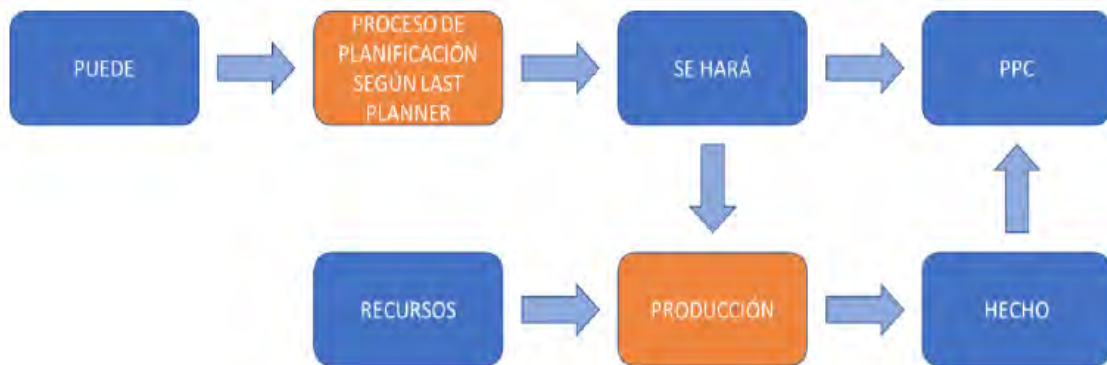 PUEDE
PROCESO DE
PLANIFICACIÓN
SEGÚN LAST
PLANNER
SE HARÁ
PPC
RECURSOS
PRODUCCIÓN
HECHO